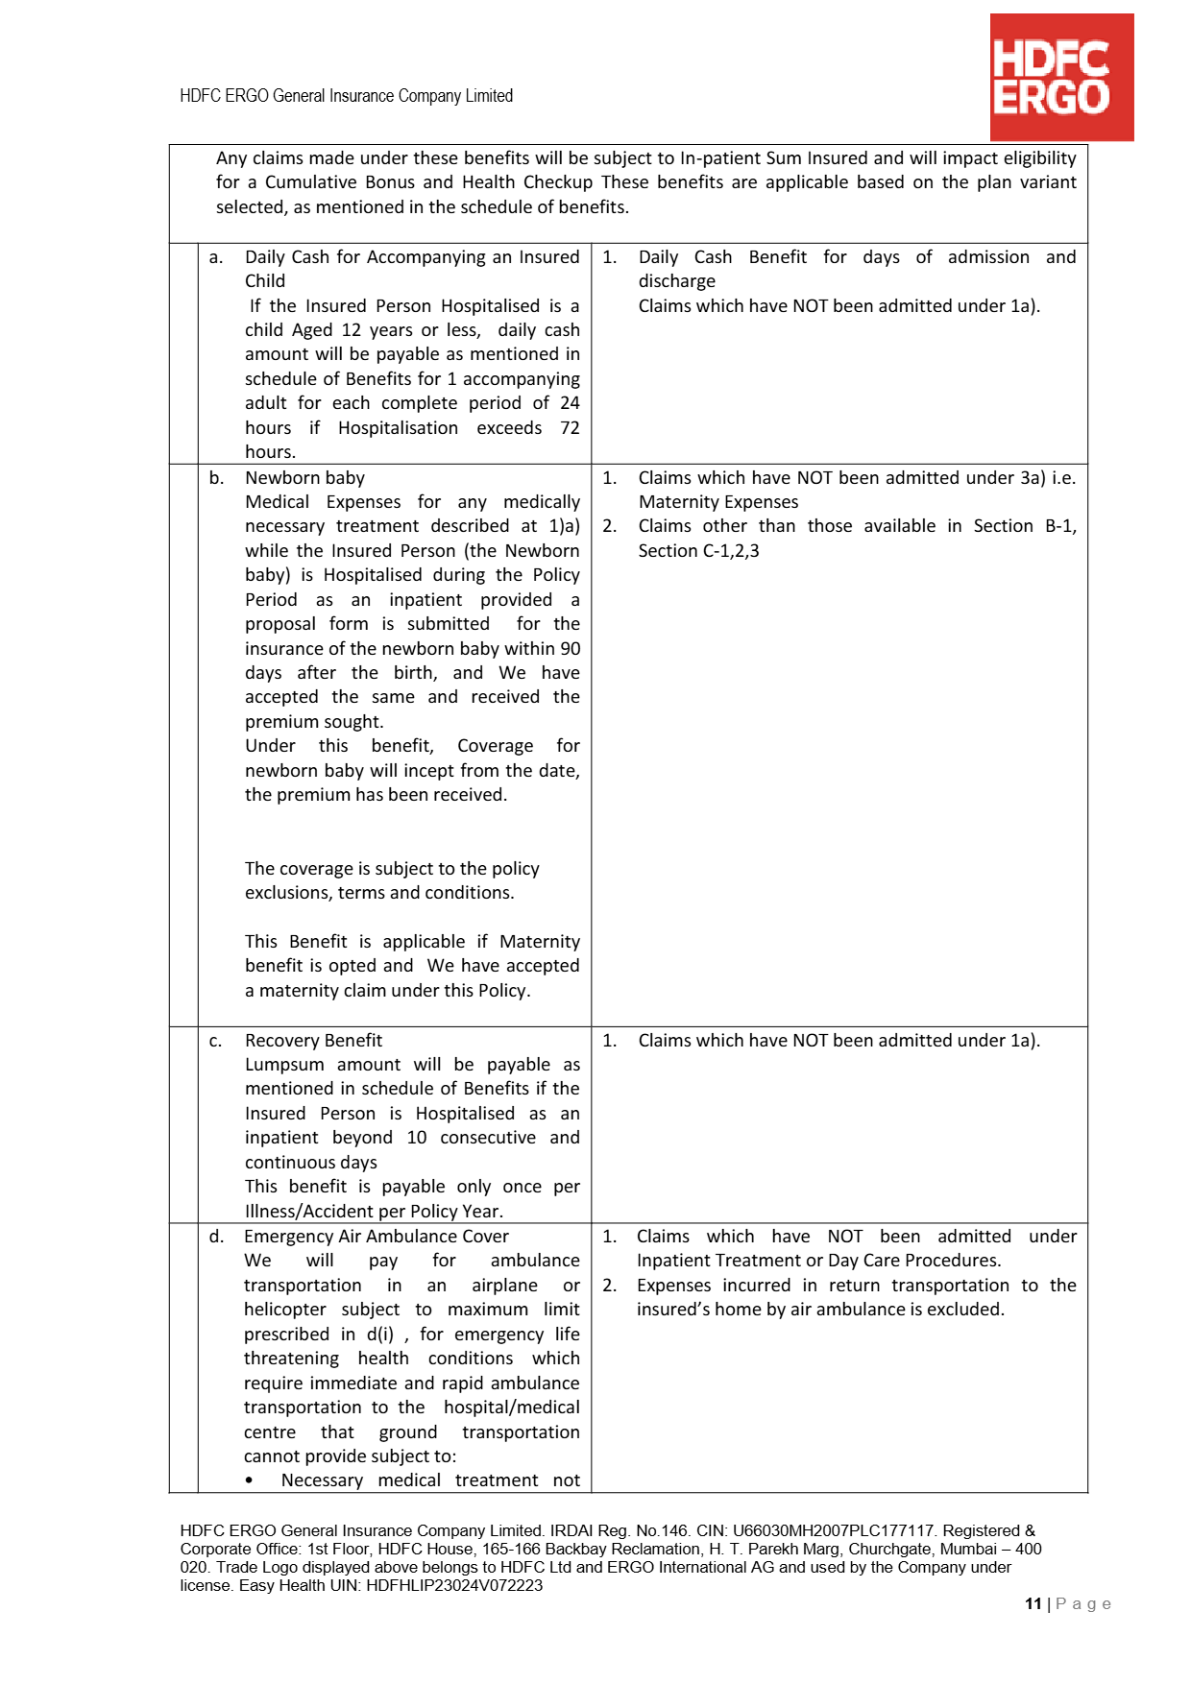 HDFC
ERGO
HDFC ERGO General Insurance Company Limited
Any claims made under these benefits will be subject to In-patient Sum Insured and will impact eligibility
for a Cumulative Bonus and Health Checkup These benefits are applicable based on the plan variant
selected, as mentioned in the schedule of benefits.
a. Daily Cash for Accompanying an Insured
Child
If the Insured Person Hospitalised is a
child Aged 12 years or less, daily cash
amount will be payable as mentioned in
schedule of Benefits for 1 accompanying
adult for each complete period of 24
hours if Hospitalisation exceeds 72
hours.
1. Daily Cash Benefit for days of admission and
discharge
Claims which have NOT been admitted under 1a).
b. Newborn baby
Medical Expenses for any medically
necessary treatment described at 1)a)
while the Insured Person (the Newborn
baby) is Hospitalised during the Policy
Period as an inpatient provided a
proposal form is submitted for the
insurance of the newborn baby within 90
days after the birth, and We have
accepted the same and received the
premium sought.
Under this benefit, Coverage for
newborn baby will incept from the date,
the premium has been received.
The coverage is subject to the policy
exclusions, terms and conditions.
This Benefit is applicable if Maternity
benefit is opted and We have accepted
a maternity claim under this Policy.
1. Claims which have NOT been admitted under 3a) i.e.
Maternity Expenses
2. Claims other than those available in Section B-1,
Section C-1,2,3
c. Recovery Benefit
Lumpsum amount will be payable as
mentioned in schedule of Benefits if the
Insured Person is Hospitalised as an
inpatient beyond 10 consecutive and
continuous days
This benefit is payable only once per
Illness/Accident per Policy Year.
1. Claims which have NOT been admitted under 1a).
d. Emergency Air Ambulance Cover
We will pay for ambulance
transportation in an airplane or
helicopter subject to maximum limit
prescribed in d(i) , for emergency life
threatening health conditions which
require immediate and rapid ambulance
transportation to the hospital/medical
centre that ground transportation
cannot provide subject to:
• Necessary medical treatment not
1. Claims which have NOT been admitted under
Inpatient Treatment or Day Care Procedures.
2. Expenses incurred in return transportation to the
insured's home by air ambulance is excluded.
HDFC ERGO General Insurance Company Limited. IRDAI Reg. No.146. CIN: U66030MH2007PLC177117. Registered &
Corporate Office: 1st Floor, HDFC House, 165-166 Backbay Reclamation, H. T. Parekh Marg, Churchgate, Mumbai – 400
020. Trade Logo displayed above belongs to HDFC Ltd and ERGO International AG and used by the Company under
license. Easy Health UIN: HDFHLIP23024V072223
11 | Page